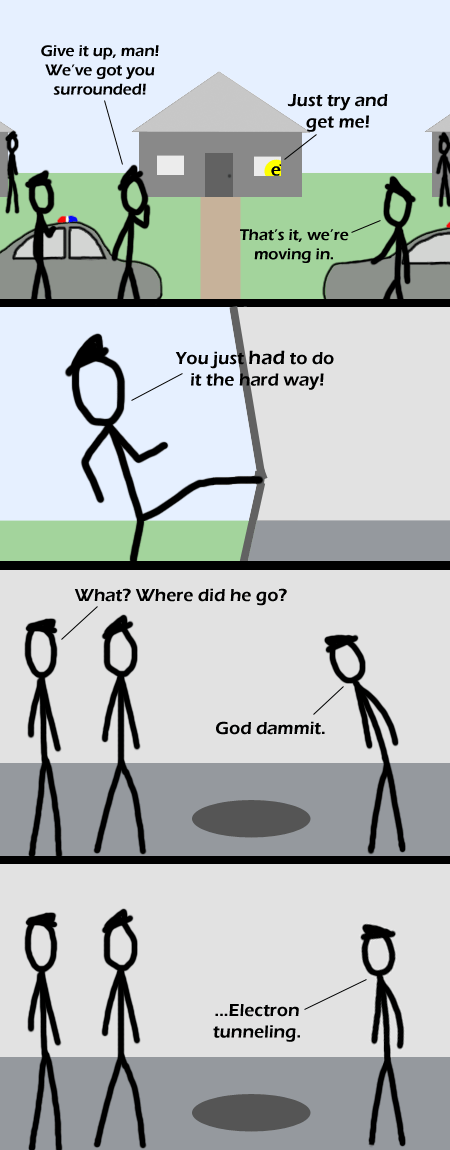 Give it up, man!
We've got you
surrounded!
Just try and
get me!
e
That's it, we're
moving in.
You just had to do
it the hard way!
What? Where did he go?
God dammit.
...Electron
tunneling.